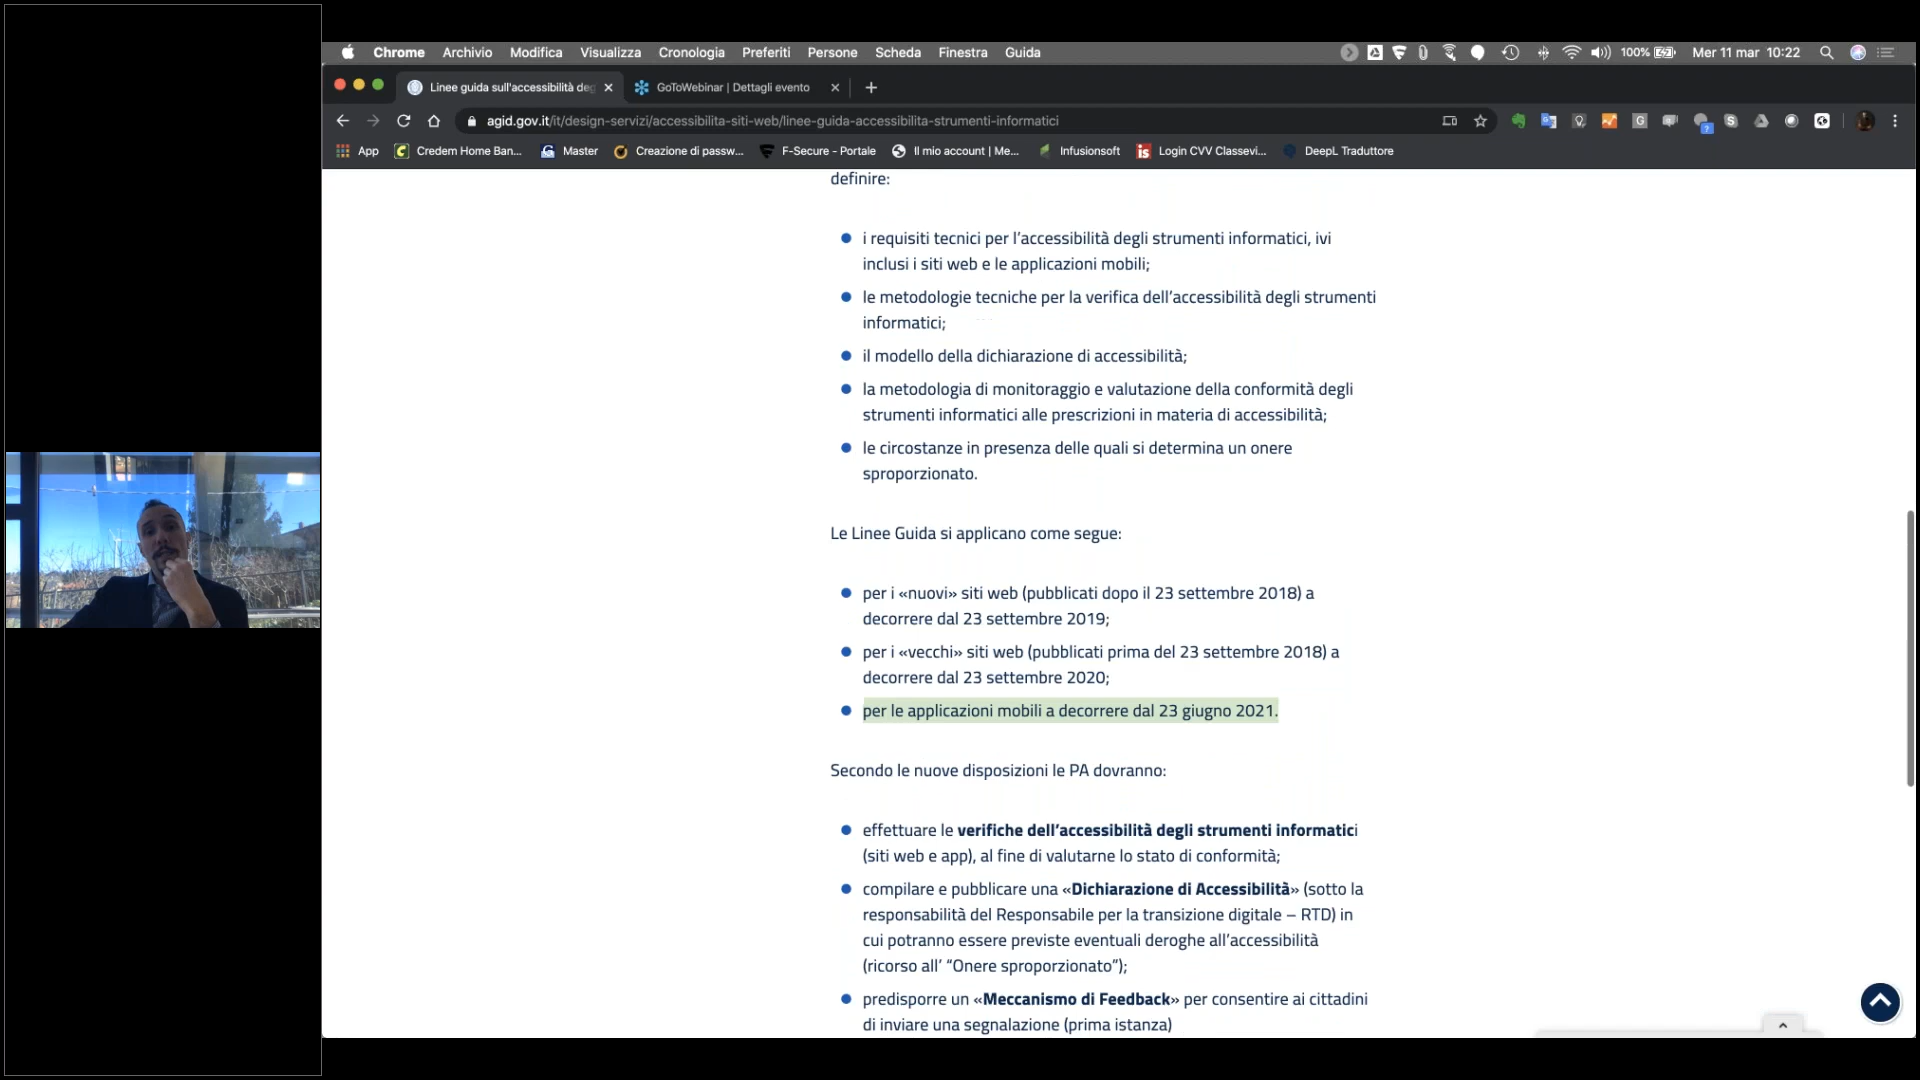 Chrome Archivio Modifica Visualizza Cronologia Preferiti Persone Scheda Finestra Guida 100% Mer 11 mar 10:22
Linee guida sull'accessibilità deg GoToWebinar | Dettagli evento
agid.gov.it/it/design-servizi/accessibilita-siti-web/linee-guida-accessibilita-strumenti-informatici
App Credem Home Ban... Master Creazione di passw... F-Secure - Portale Il mio account | Me... Infusionsoft Login CVV Classevi... DeepL Traduttore
definire:
i requisiti tecnici per l’accessibilità degli strumenti informatici, ivi
inclusi i siti web e le applicazioni mobili;
le metodologie tecniche per la verifica dell’accessibilità degli strumenti
informatici;
il modello della dichiarazione di accessibilità;
la metodologia di monitoraggio e valutazione della conformità degli
strumenti informatici alle prescrizioni in materia di accessibilità;
le circostanze in presenza delle quali si determina un onere
sproporzionato.
Le Linee Guida si applicano come segue:
per i «nuovi» siti web (pubblicati dopo il 23 settembre 2018) a
decorrere dal 23 settembre 2019;
per i «vecchi» siti web (pubblicati prima del 23 settembre 2018) a
decorrere dal 23 settembre 2020;
per le applicazioni mobili a decorrere dal 23 giugno 2021.
Secondo le nuove disposizioni le PA dovranno:
effettuare le verifiche dell’accessibilità degli strumenti informatici
(siti web e app), al fine di valutarne lo stato di conformità;
compilare e pubblicare una «Dichiarazione di Accessibilità» (sotto la
responsabilità del Responsabile per la transizione digitale – RTD) in
cui potranno essere previste eventuali deroghe all’accessibilità
(ricorso all’ “Onere sproporzionato”);
predisporre un «Meccanismo di Feedback» per consentire ai cittadini
di inviare una segnalazione (prima istanza)